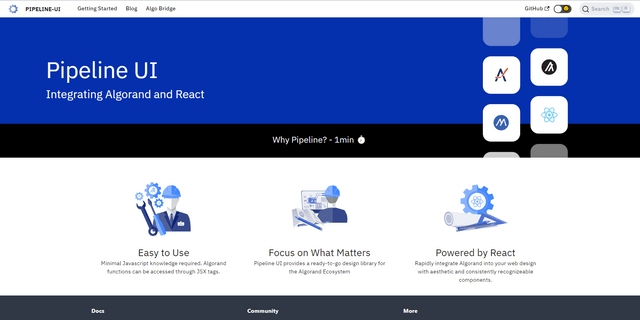 PIPELINE-UI Getting Started Blog Algo Bridge GitHub Search
Pipeline UI
Integrating Algorand and React
Why Pipeline? - 1min ⏱
Easy to Use
Minimal Javascript knowledge required. Algorand
functions can be accessed through JSX tags.
Focus on What Matters
Pipeline UI provides a ready-to-go design library for
the Algorand Ecosystem
Powered by React
Rapidly integrate Algorand into your web design
with aesthetic and consistently recognizeable
components.
Docs Community More